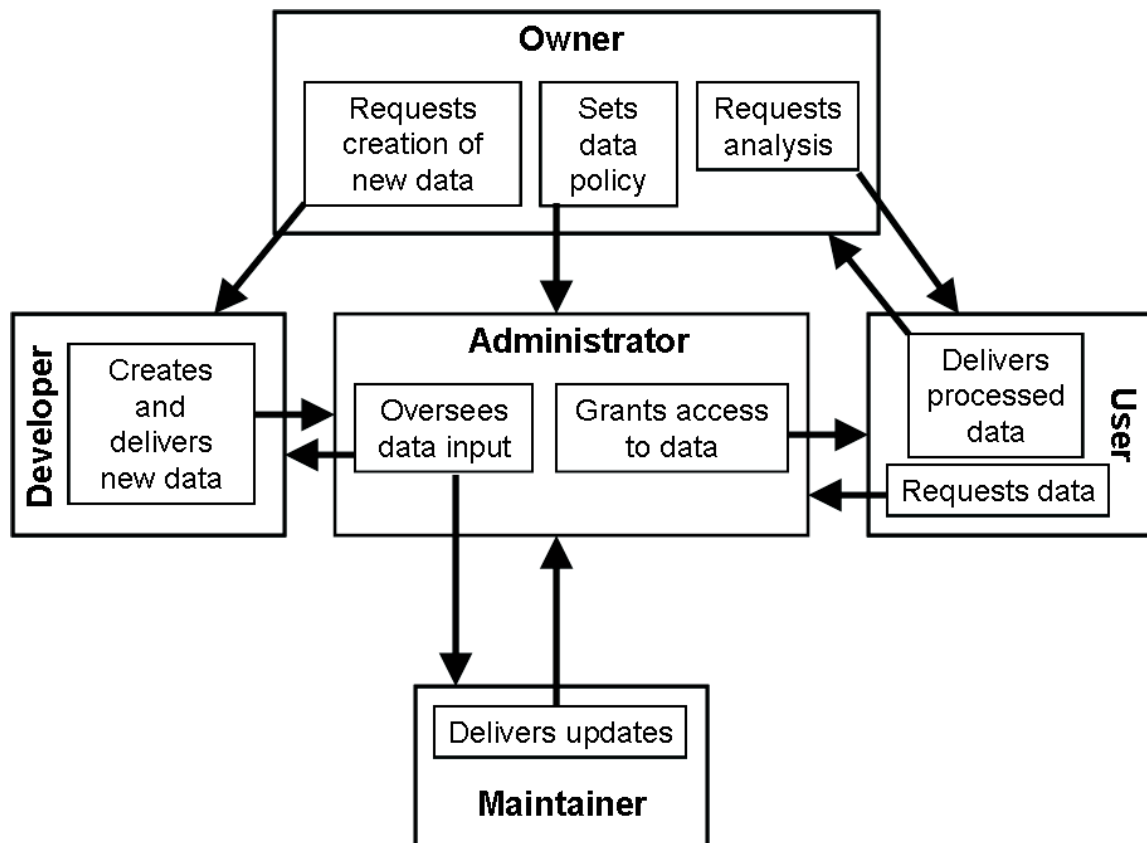 Owner
Requests
creation of
new data
Sets
data
policy
Requests
analysis
Developer
Creates
and
delivers
new data
Administrator
Oversees
data input
Grants access
to data
User
Delivers
processed
data
Requests data
Delivers updates
Maintainer